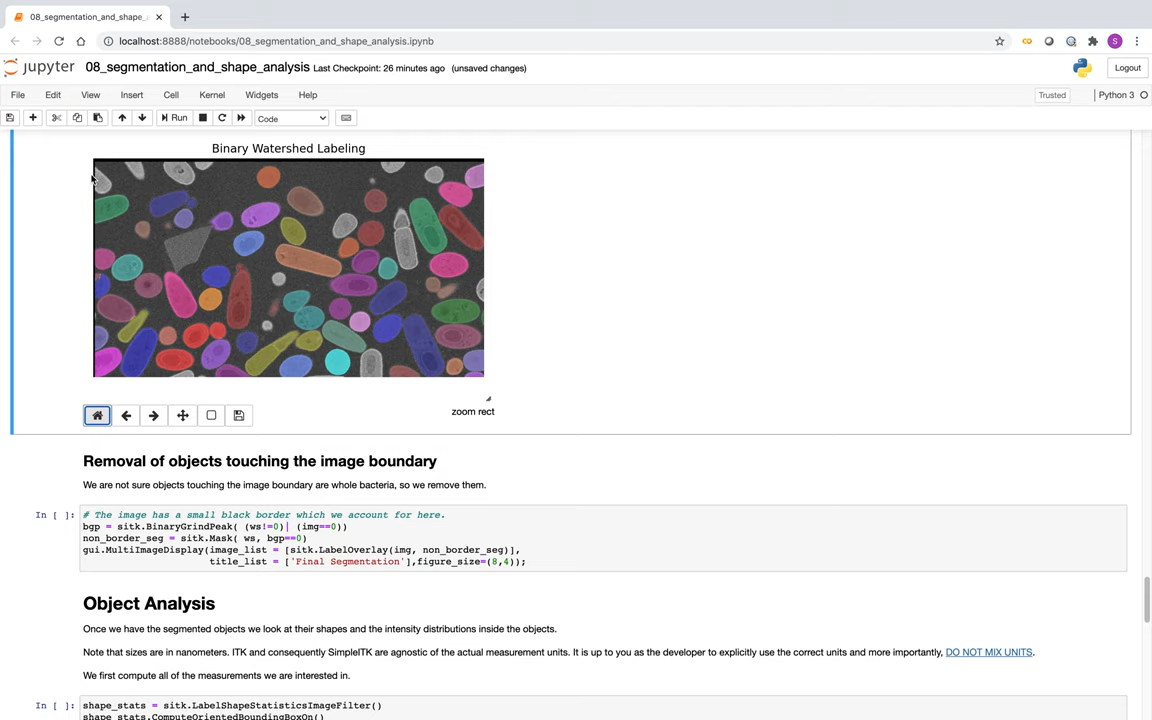 08_segmentation_and_shape_
localhost:8888/notebooks/08_segmentation_and_shape_analysis.ipynb
S
jupyter 08_segmentation_and_shape_analysis Last Checkpoint: 26 minutes ago (unsaved changes)
Logout
File Edit View Insert Cell Kernel Widgets Help
Trusted Python 3
Run Code
Binary Watershed Labeling
zoom rect
Removal of objects touching the image boundary
We are not sure objects touching the image boundary are whole bacteria, so we remove them.
In [ ]: # The image has a small black border which we account for here.
bgp = sitk.BinaryGrindPeak( (ws!=0)| (img==0))
non_border_seg = sitk.Mask( ws, bgp==0)
gui.MultiImageDisplay(image_list = [sitk.LabelOverlay(img, non_border_seg)],
title_list = ['Final Segmentation'],figure_size=(8,4));
Object Analysis
Once we have the segmented objects we look at their shapes and the intensity distributions inside the objects.
Note that sizes are in nanometers. ITK and consequently SimpleITK are agnostic of the actual measurement units. It is up to you as the developer to explicitly use the correct units and more importantly, DO NOT MIX UNITS.
We first compute all of the measurements we are interested in.
In [ ]: shape_stats = sitk.LabelShapeStatisticsImageFilter()
shape_stats.ComputeOrientedBoundingBoxOn()